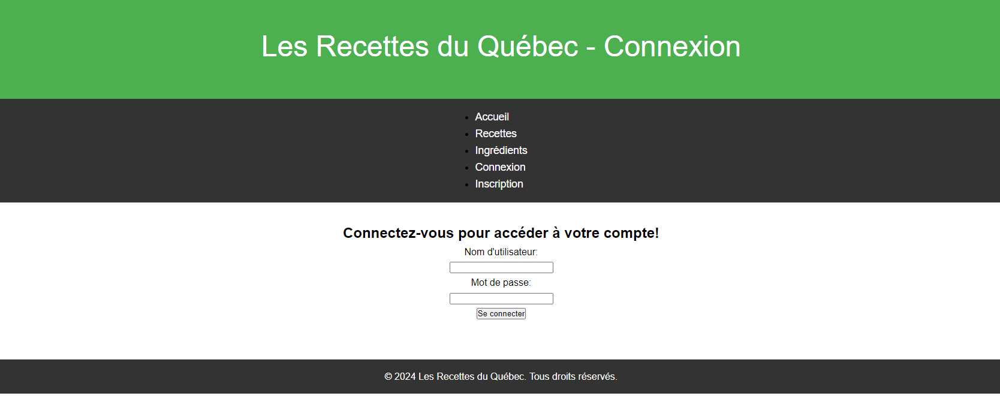 Les Recettes du Québec - Connexion
Accueil
Recettes
Ingrédients
Connexion
Inscription
Connectez-vous pour accéder à votre compte!
Nom d'utilisateur:
Mot de passe:
Se connecter
© 2024 Les Recettes du Québec. Tous droits réservés.